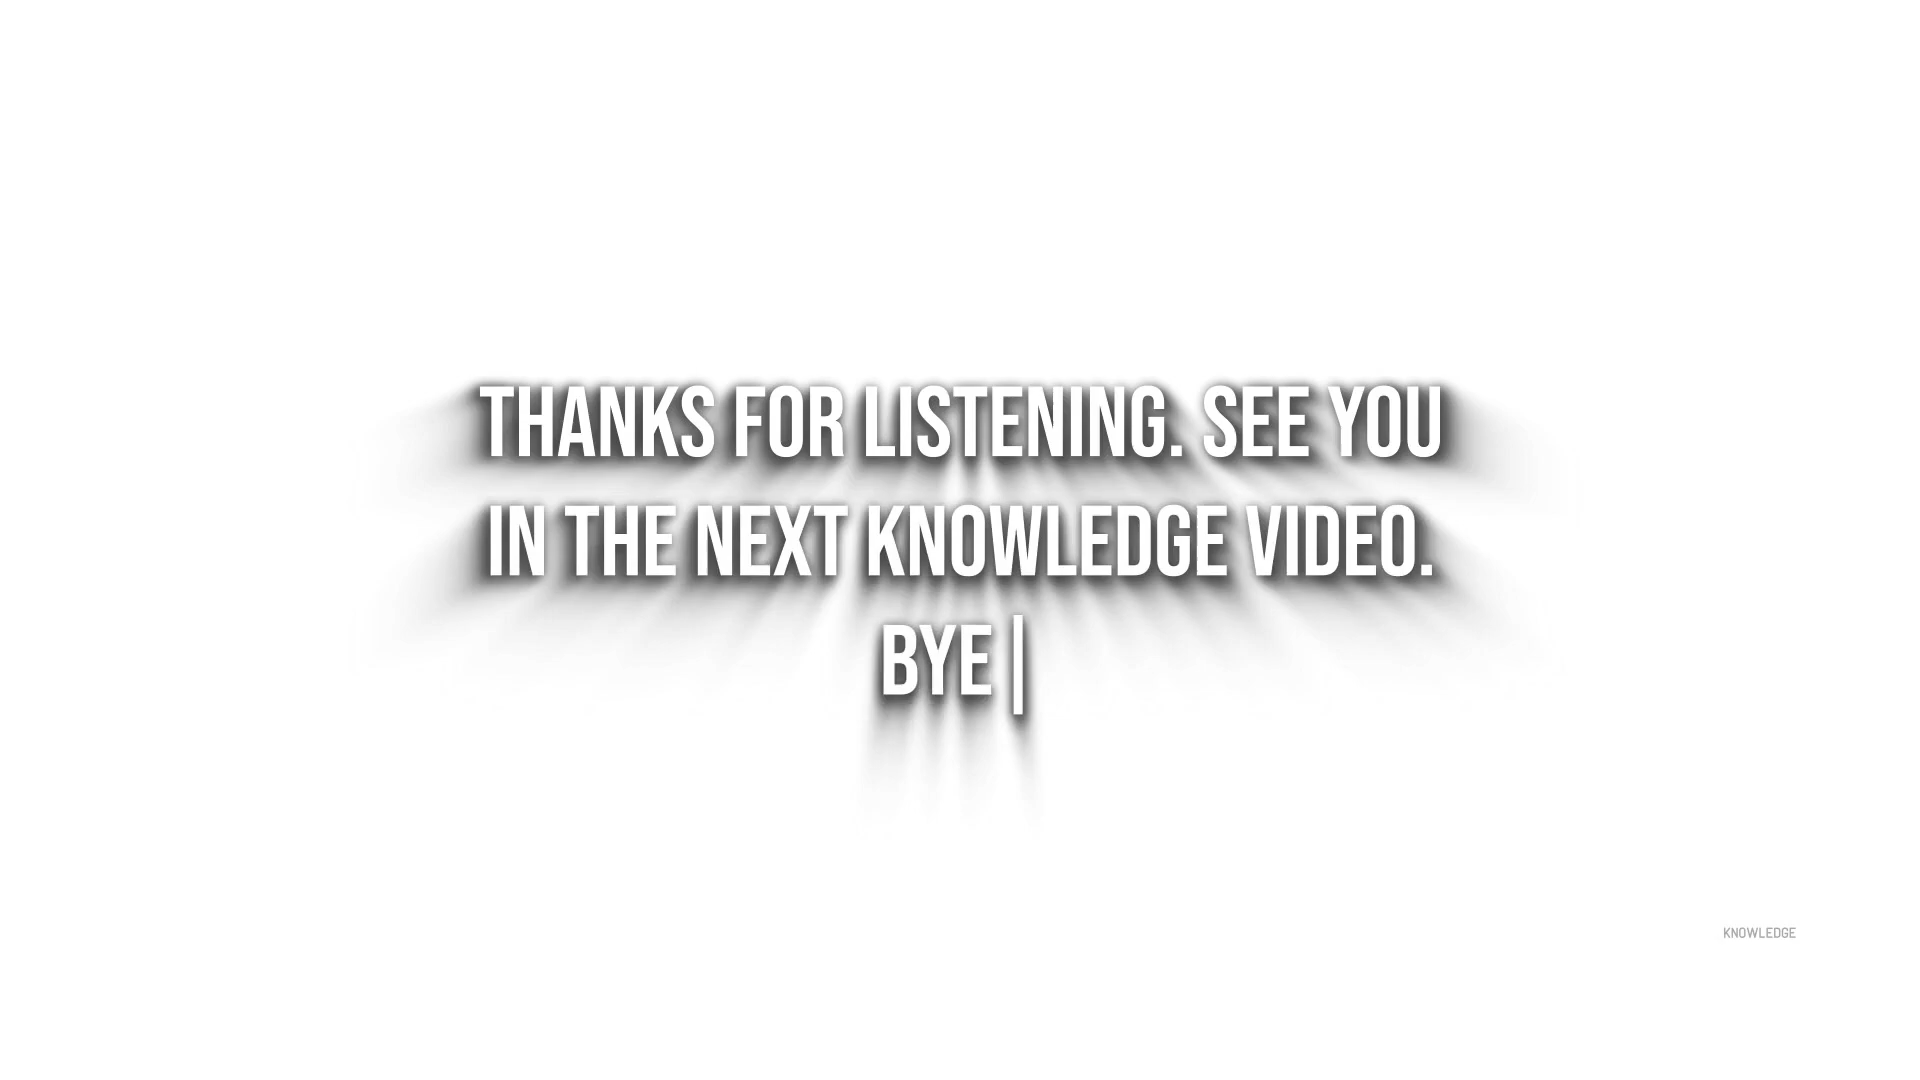 THANKS FOR LISTENING. SEE YOU
IN THE NEXT KNOWLEDGE VIDEO.
BYE |
KNOWLEDGE